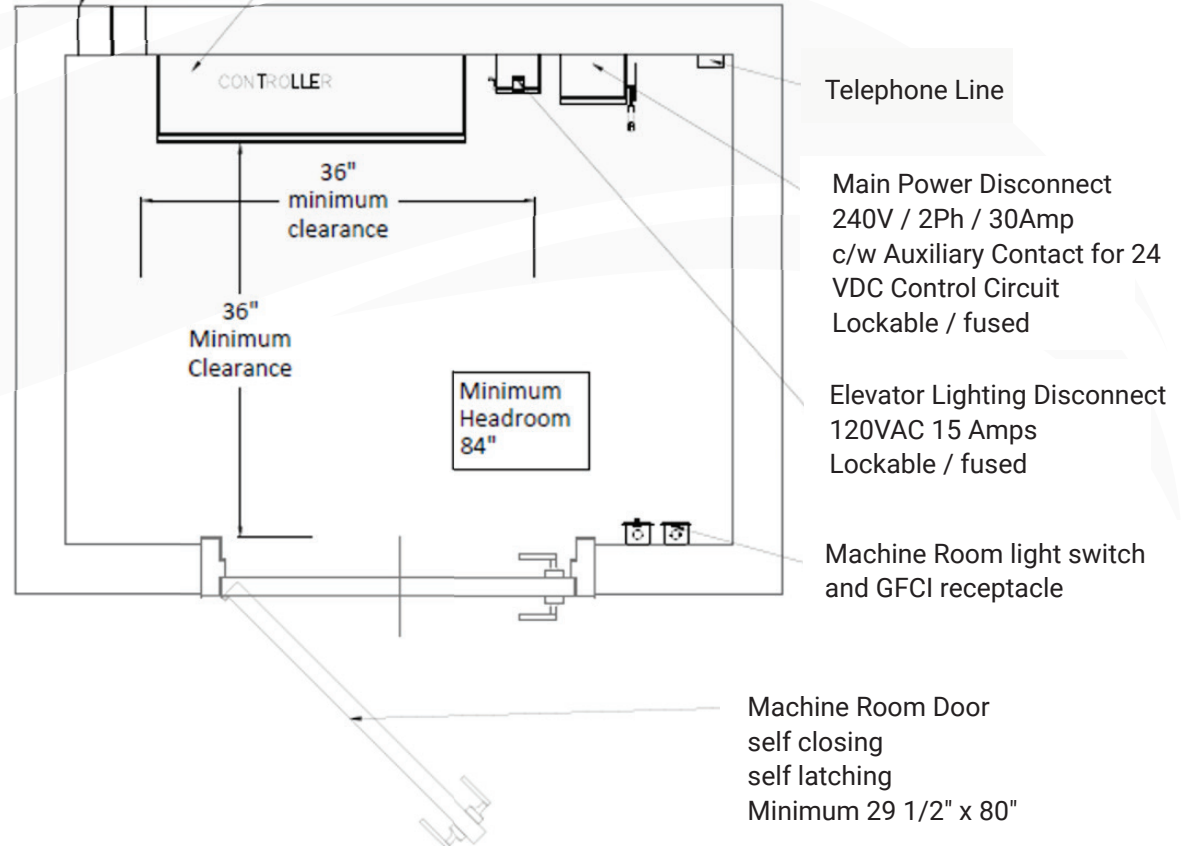 CONTROLLER
36"
minimum
clearance
36"
Minimum
Clearance
Minimum
Headroom
84"
Telephone Line
Main Power Disconnect
240V / 2Ph / 30Amp
c/w Auxiliary Contact for 24
VDC Control Circuit
Lockable / fused
Elevator Lighting Disconnect
120VAC 15 Amps
Lockable / fused
Machine Room light switch
and GFCI receptacle
Machine Room Door
self closing
self latching
Minimum 29 1/2" x 80"